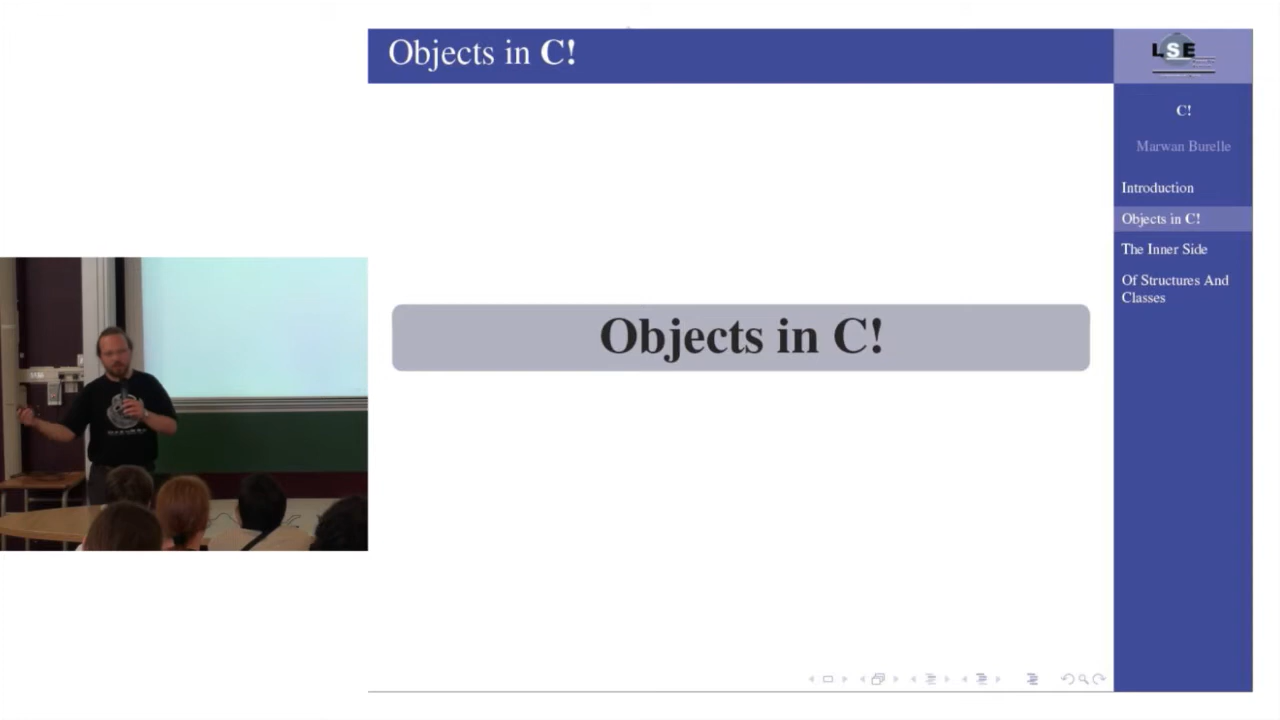 Objects in C!
LSE
C!
Marwan Burelle
Introduction
Objects in C!
The Inner Side
Of Structures And
Classes
Objects in C!